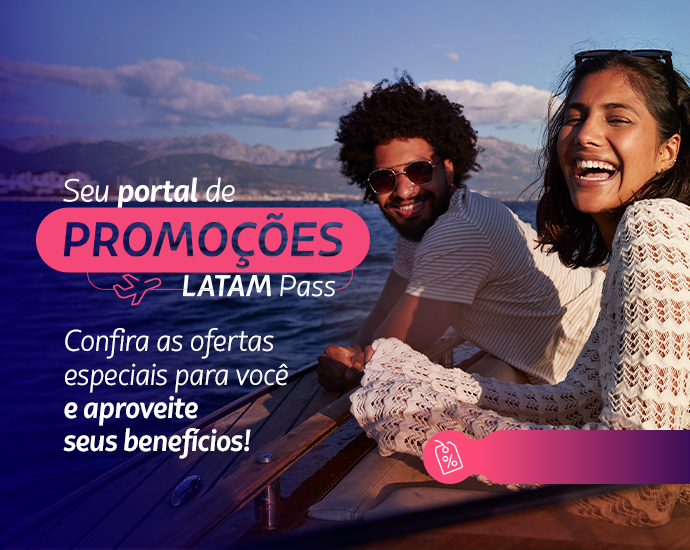 Seu portal de
PROMOÇÕES
LATAM Pass
Confira as ofertas
especiais para você
e aproveite
seus benefícios!
%